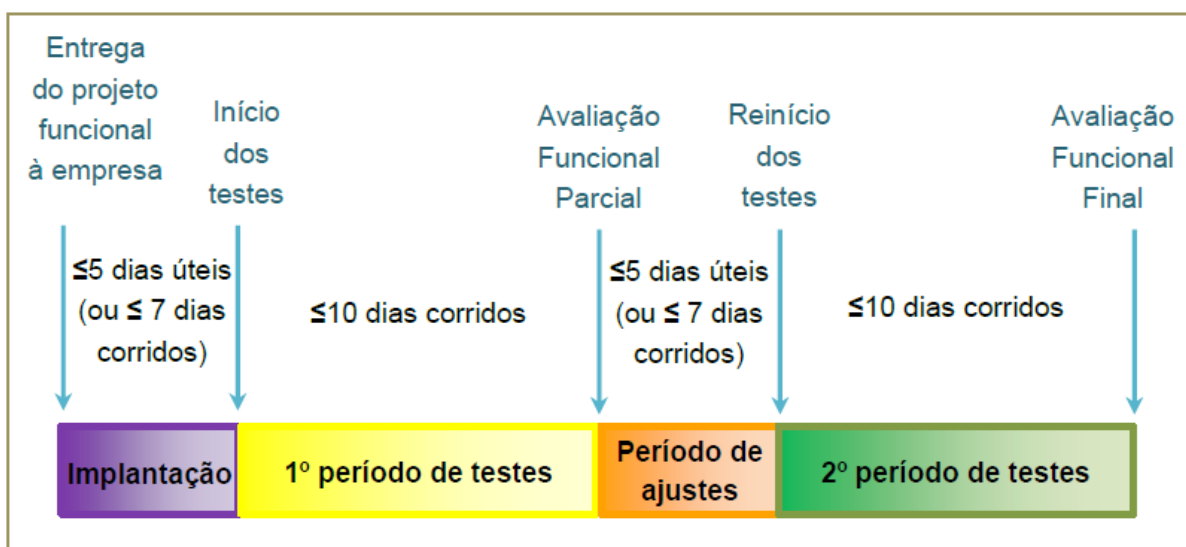 Entrega
do projeto
funcional
à empresa
Início
dos
testes
Avaliação
Funcional
Parcial
Reinício
dos
testes
Avaliação
Funcional
Final
≤5 dias úteis
(ou ≤ 7 dias
corridos)
≤10 dias corridos
≤5 dias úteis
(ou ≤ 7 dias
corridos)
≤10 dias corridos
Implantação
1º período de testes
Período de
ajustes
2º período de testes